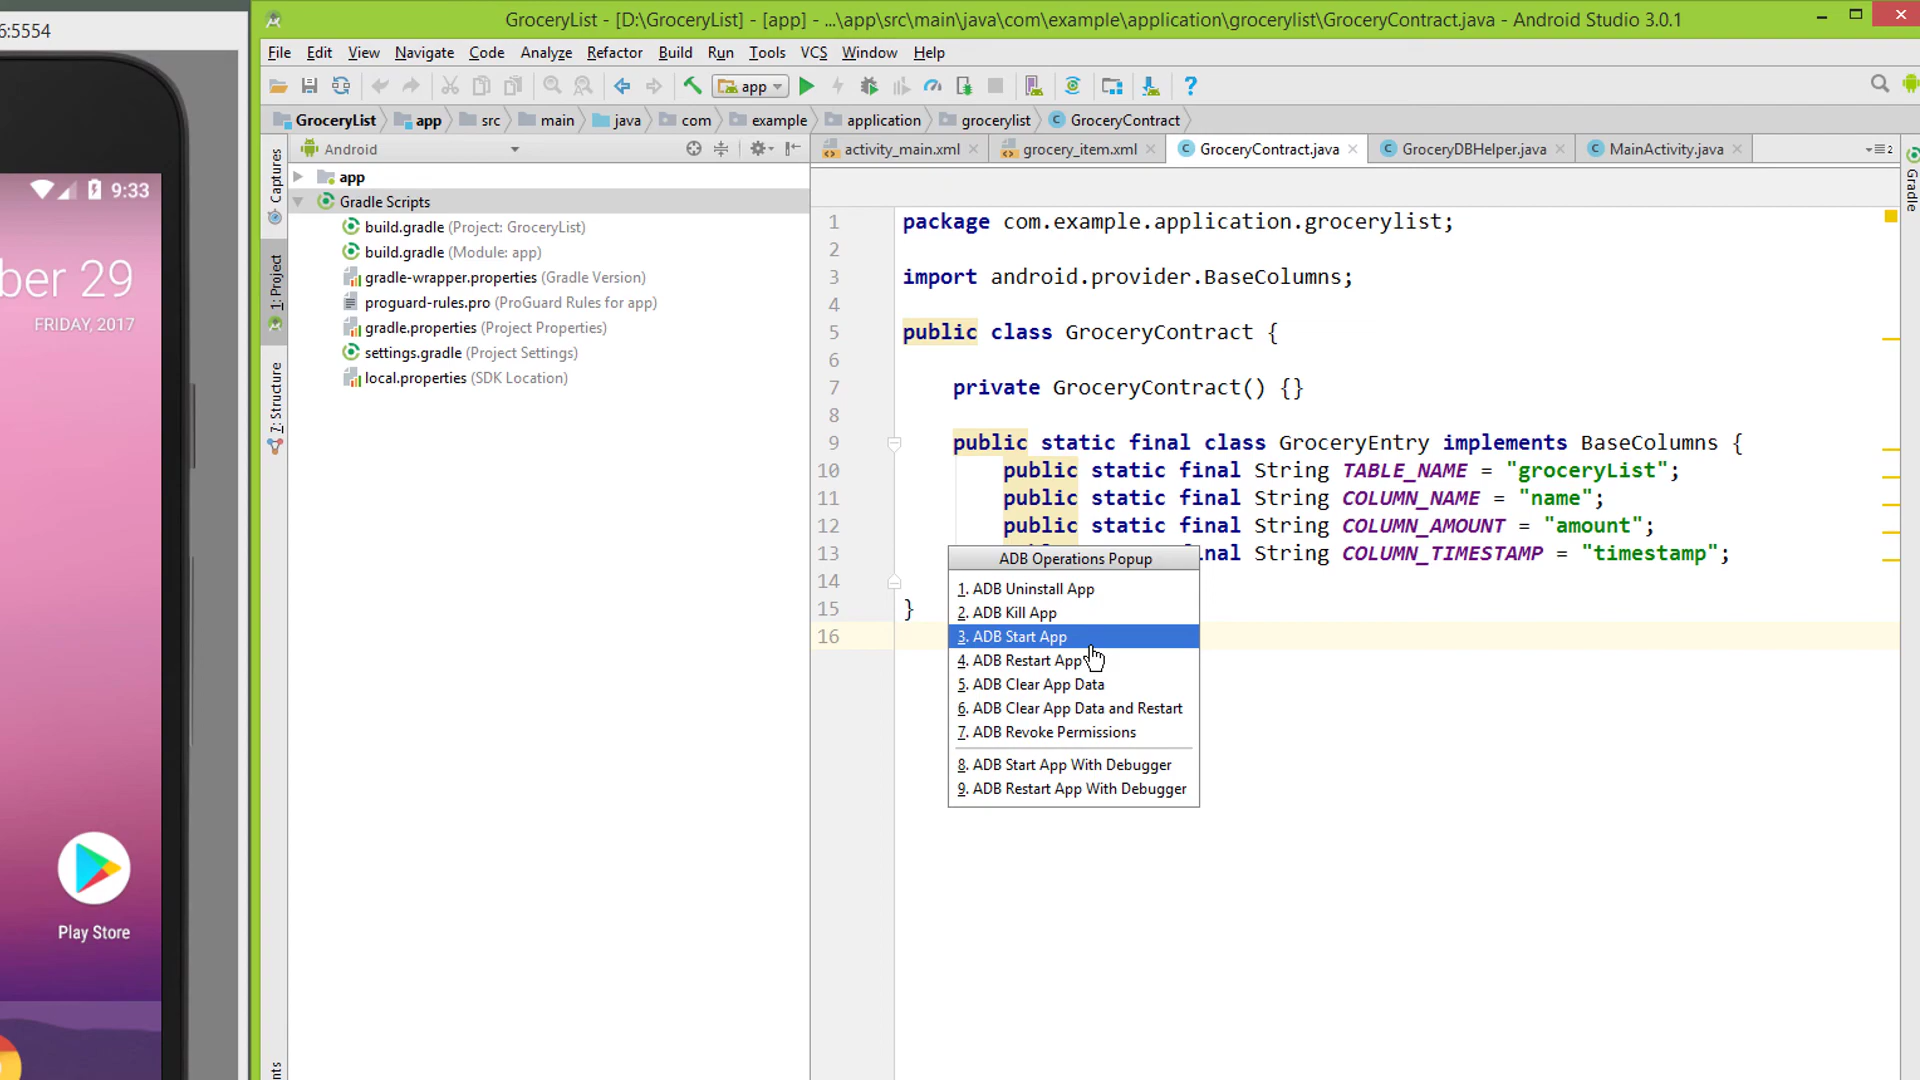 6:5554
9:33
ber 29
FRIDAY, 2017
Play Store
GroceryList - [D:\GroceryList] - [app] - ...\app\src\main\java\com\example\application\grocerylist\GroceryContract.java - Android Studio 3.0.1
File Edit View Navigate Code Analyze Refactor Build Run Tools VCS Window Help
app
GroceryList app src main java com example application grocerylist GroceryContract
Captures
1: Project
7: Structure
nts
Android
app
Gradle Scripts
build.gradle (Project: GroceryList)
build.gradle (Module: app)
gradle-wrapper.properties (Gradle Version)
proguard-rules.pro (ProGuard Rules for app)
gradle.properties (Project Properties)
settings.gradle (Project Settings)
local.properties (SDK Location)
activity_main.xml grocery_item.xml GroceryContract.java GroceryDBHelper.java MainActivity.java
2
Gradle
1 package com.example.application.grocerylist;
2
3 import android.provider.BaseColumns;
4
5 public class GroceryContract {
6
7 private GroceryContract() {}
8
9 public static final class GroceryEntry implements BaseColumns {
10 public static final String TABLE_NAME = "groceryList";
11 public static final String COLUMN_NAME = "name";
12 public static final String COLUMN_AMOUNT = "amount";
13 inal String COLUMN_TIMESTAMP = "timestamp";
14
15 }
16
ADB Operations Popup
1. ADB Uninstall App
2. ADB Kill App
3. ADB Start App
4. ADB Restart App
5. ADB Clear App Data
6. ADB Clear App Data and Restart
7. ADB Revoke Permissions
8. ADB Start App With Debugger
9. ADB Restart App With Debugger